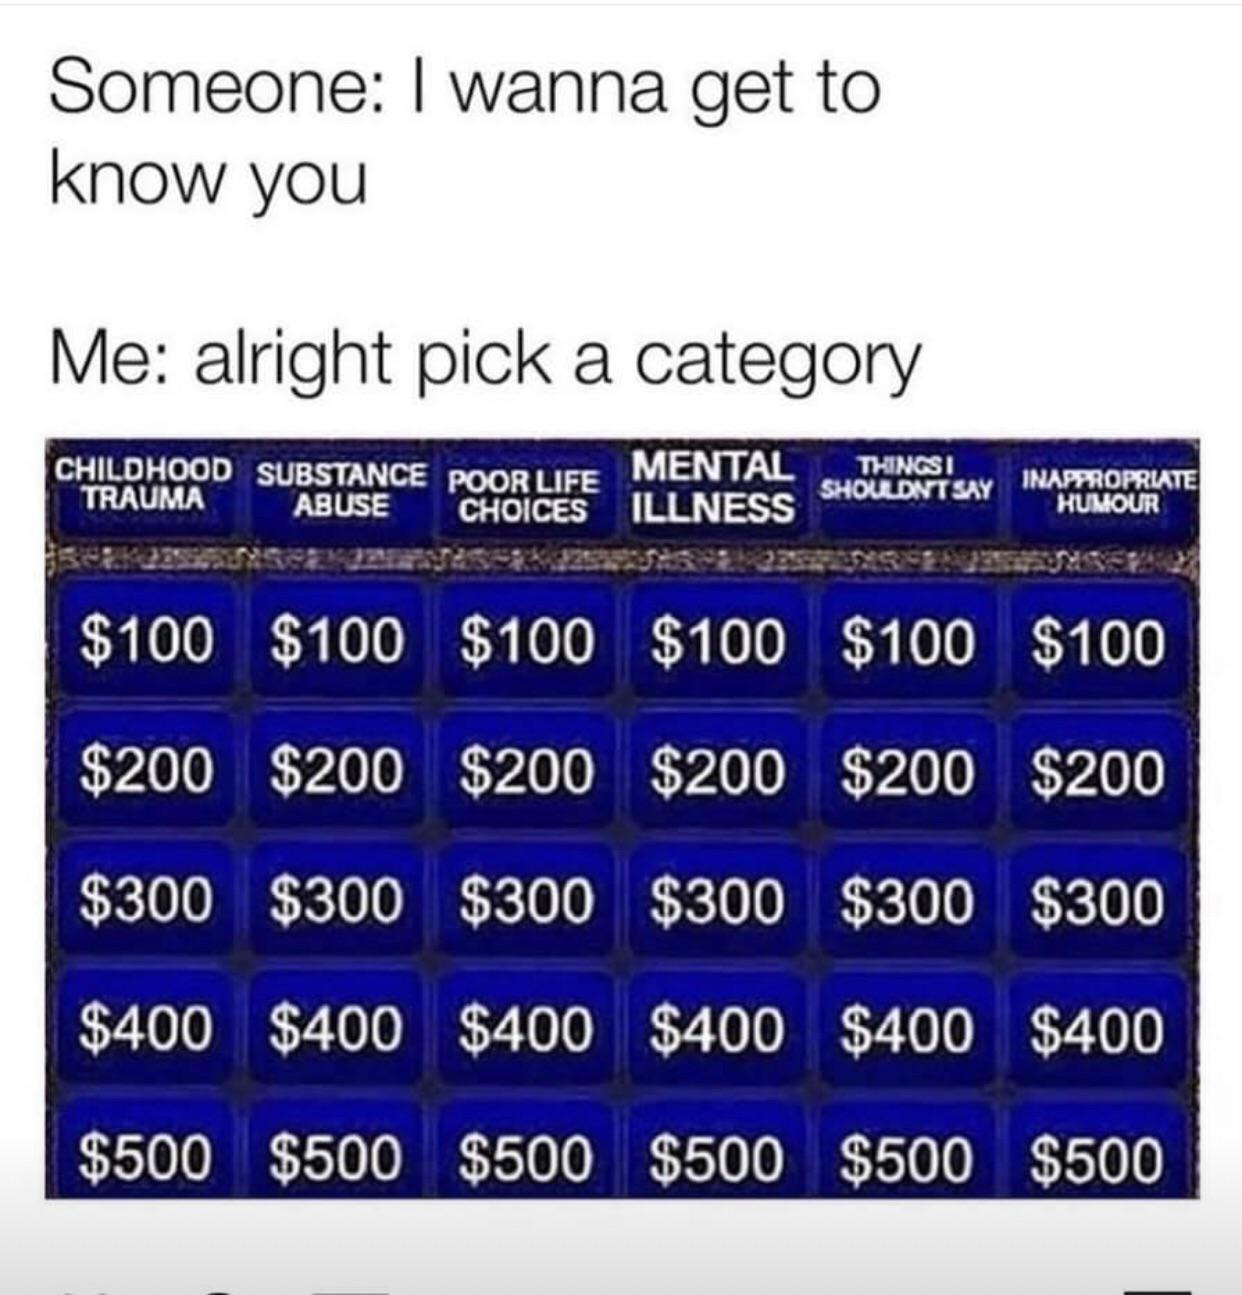 Someone: I wanna get to
know you
Me: alright pick a category
CHILDHOOD SUBSTANCE POOR LIFE MENTAL THINGS I INAPPROPRIATE
TRAUMA ABUSE CHOICES ILLNESS SHOULDN'T SAY HUMOUR
$100 $100 $100 $100 $100 $100
$200 $200 $200 $200 $200 $200
$300 $300 $300 $300 $300 $300
$400 $400 $400 $400 $400 $400
$500 $500 $500 $500 $500 $500